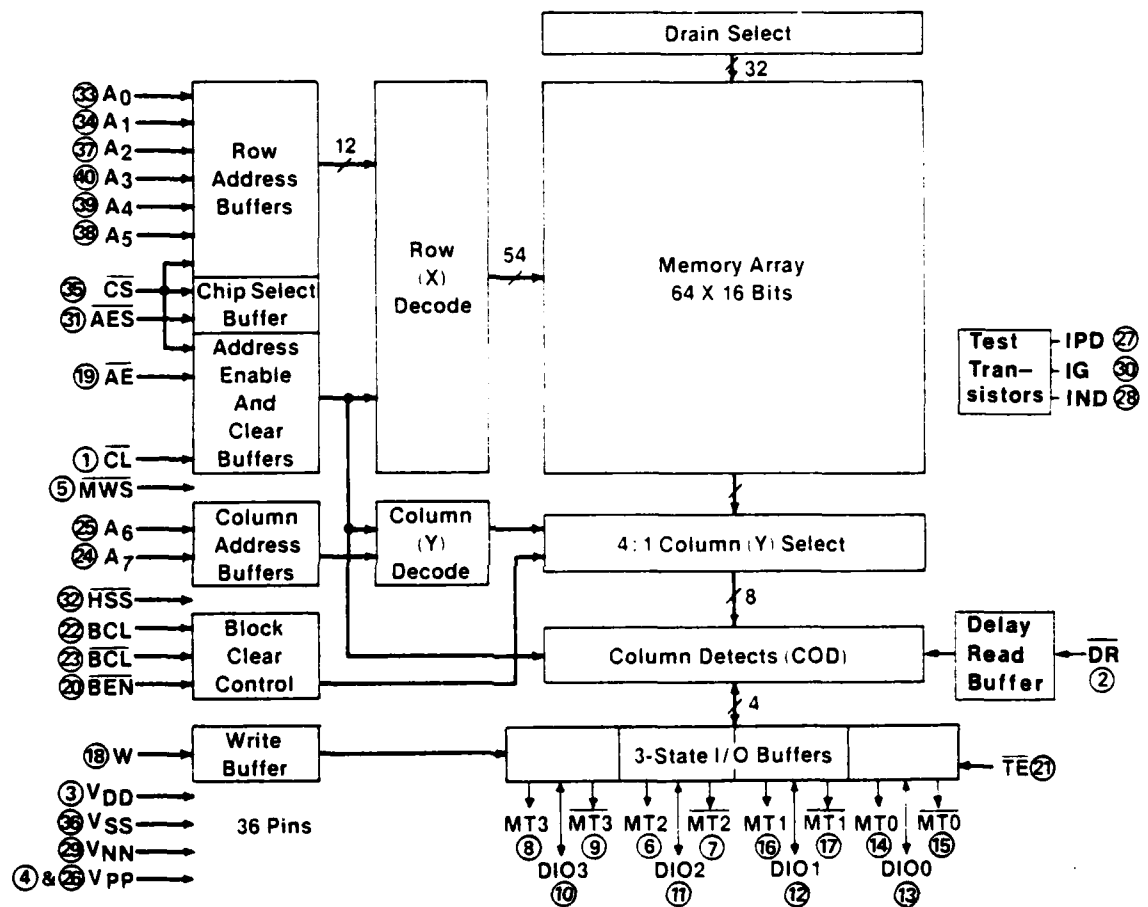 Drain Select
32
33 A0
34 A1
37 A2
40 A3
39 A4
38 A5
35 CS
31 AES
19 AE
1 CL
5 MWS
25 A6
24 A7
32 HSS
22 BCL
23 BCL
20 BEN
18 W
3 VDD
36 VSS
29 VNN
4 & 26 VPP
Row
Address
Buffers
12
Chip Select
Buffer
Address
Enable
And
Clear
Buffers
Row
(X)
Decode
54
Memory Array
64 X 16 Bits
Test
Tran-
sistors
IPD 27
IG 30
IND 28
Column
Address
Buffers
Column
(Y)
Decode
4:1 Column (Y) Select
8
Block
Clear
Control
Column Detects (COD)
Delay
Read
Buffer
DR
2
4
Write
Buffer
3-State I/O Buffers
TE 21
36 Pins
MT3 MT3 MT2 MT2 MT1 MT1 MT0 MT0
8 9 6 7 16 17 14 15
DIO3 DIO2 DIO1 DIO0
10 11 12 13